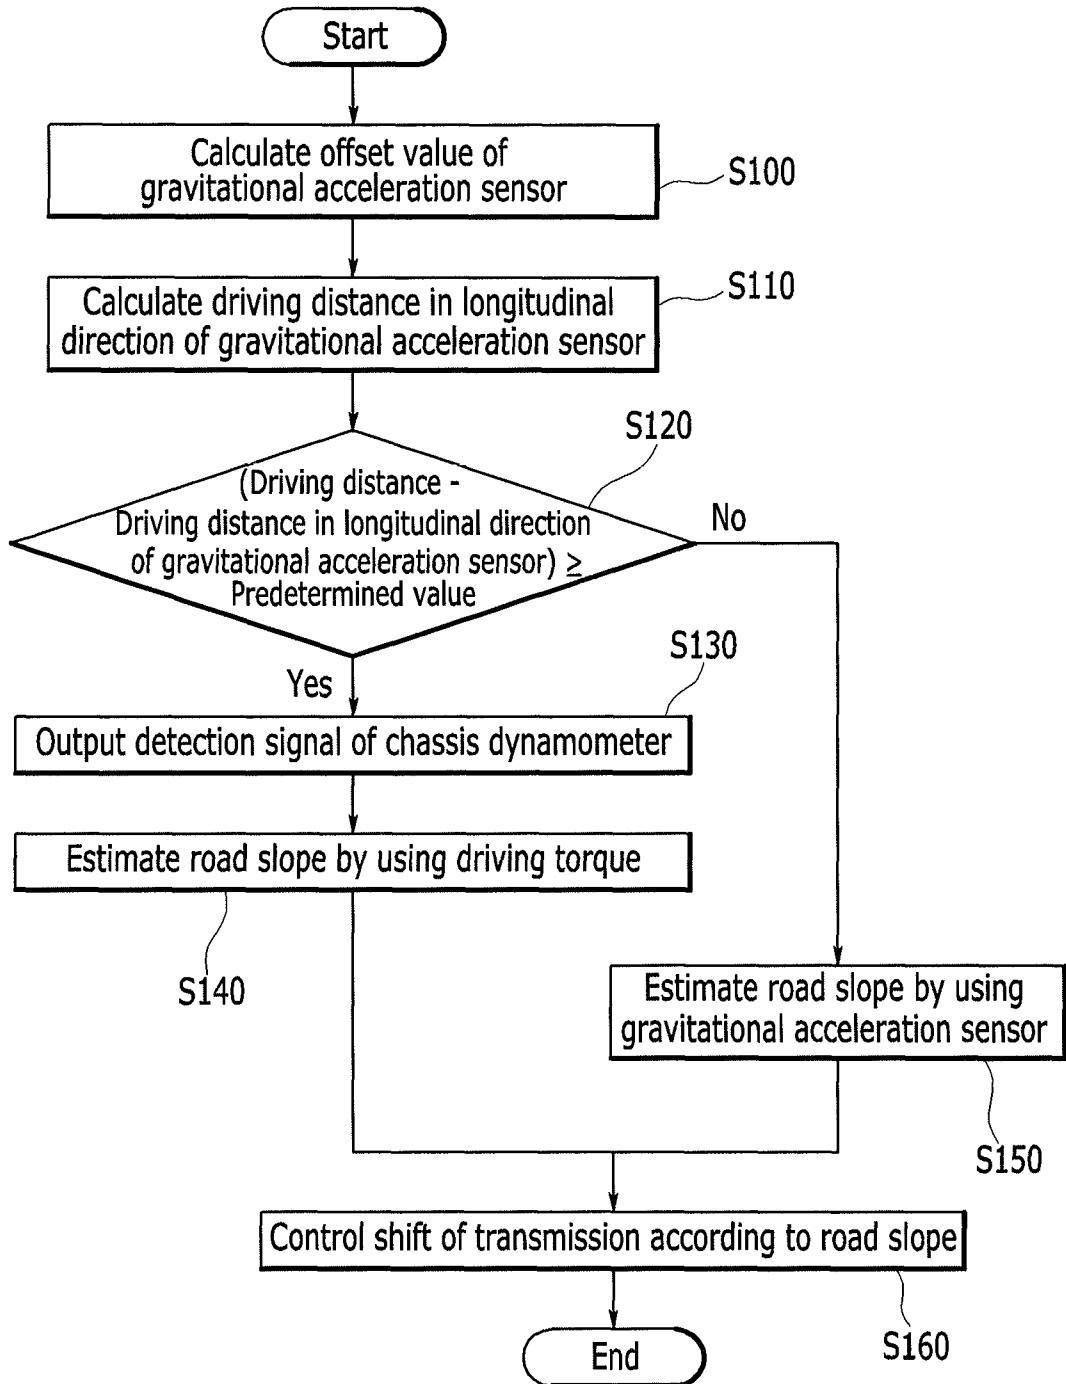 Start
Calculate offset value of
gravitational acceleration sensor
S100
Calculate driving distance in longitudinal
direction of gravitational acceleration sensor
S110
S120
(Driving distance -
Driving distance in longitudinal direction
of gravitational acceleration sensor) ≥
Predetermined value
No
Yes
S130
Output detection signal of chassis dynamometer
Estimate road slope by using driving torque
S140
Estimate road slope by using
gravitational acceleration sensor
S150
Control shift of transmission according to road slope
S160
End